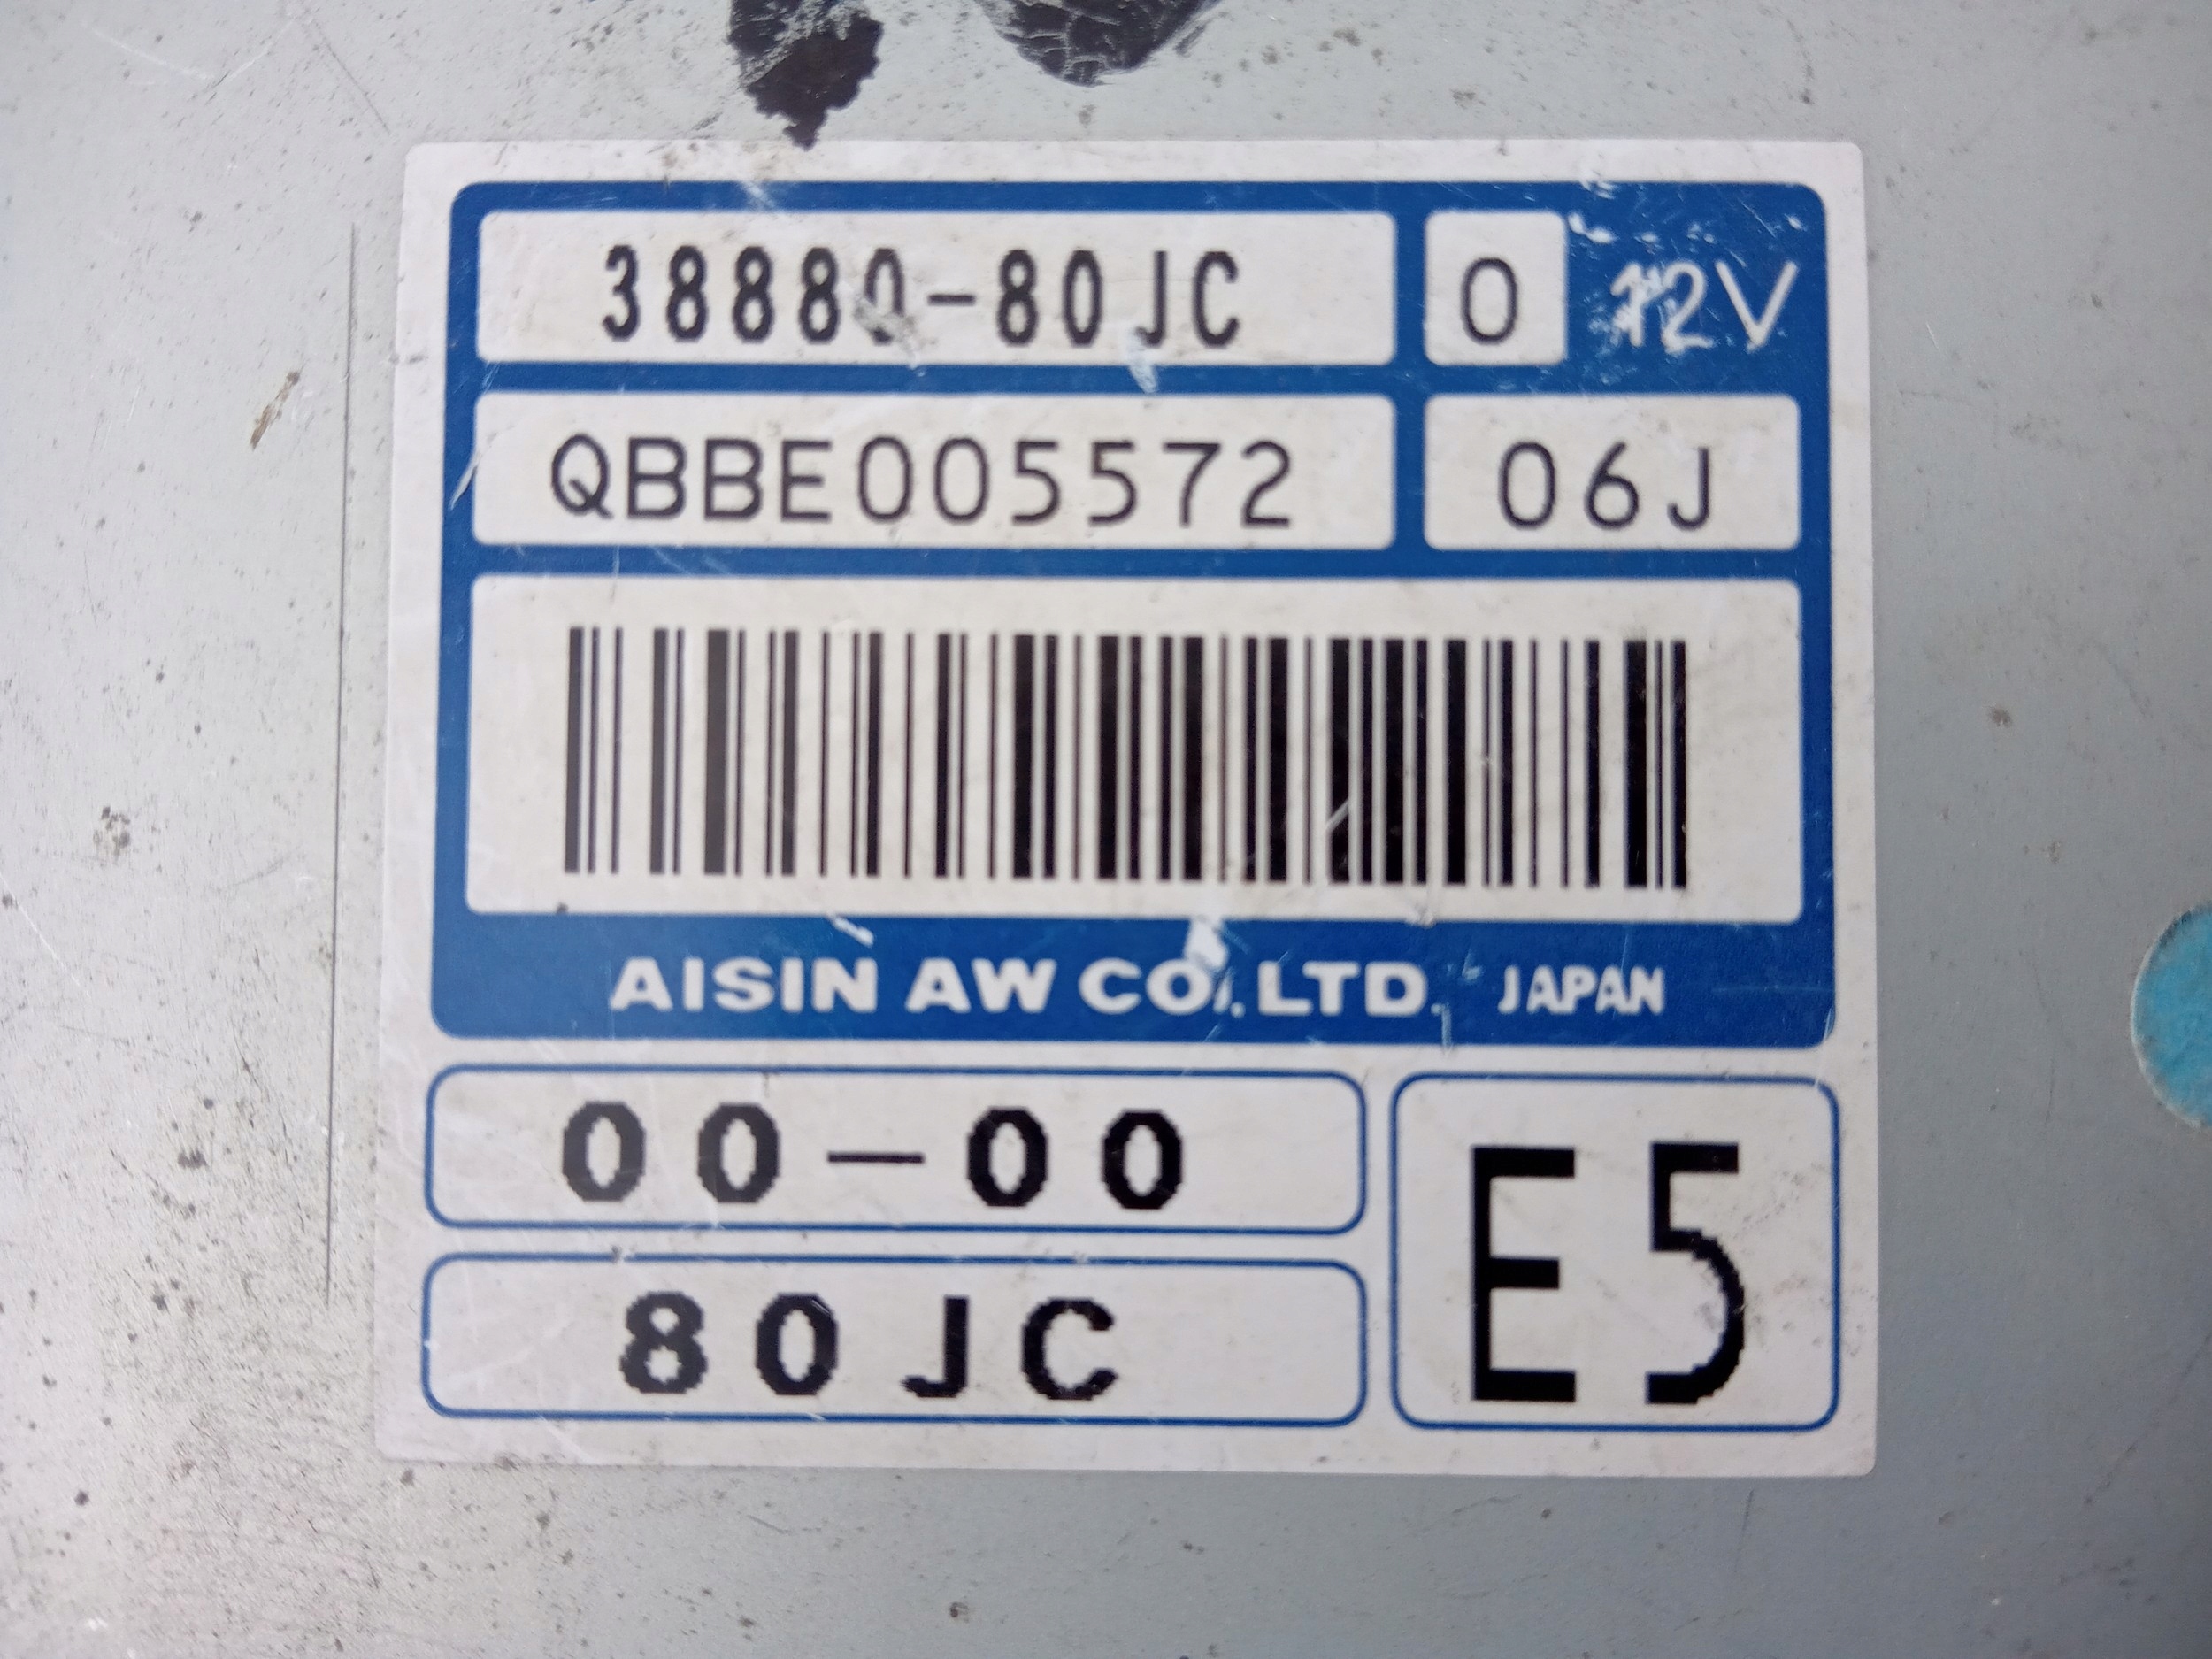 38880-80JC 0 12V
QBBE005572 06J
AISIN AW CO.,LTD. JAPAN
00-00
80JC
E5